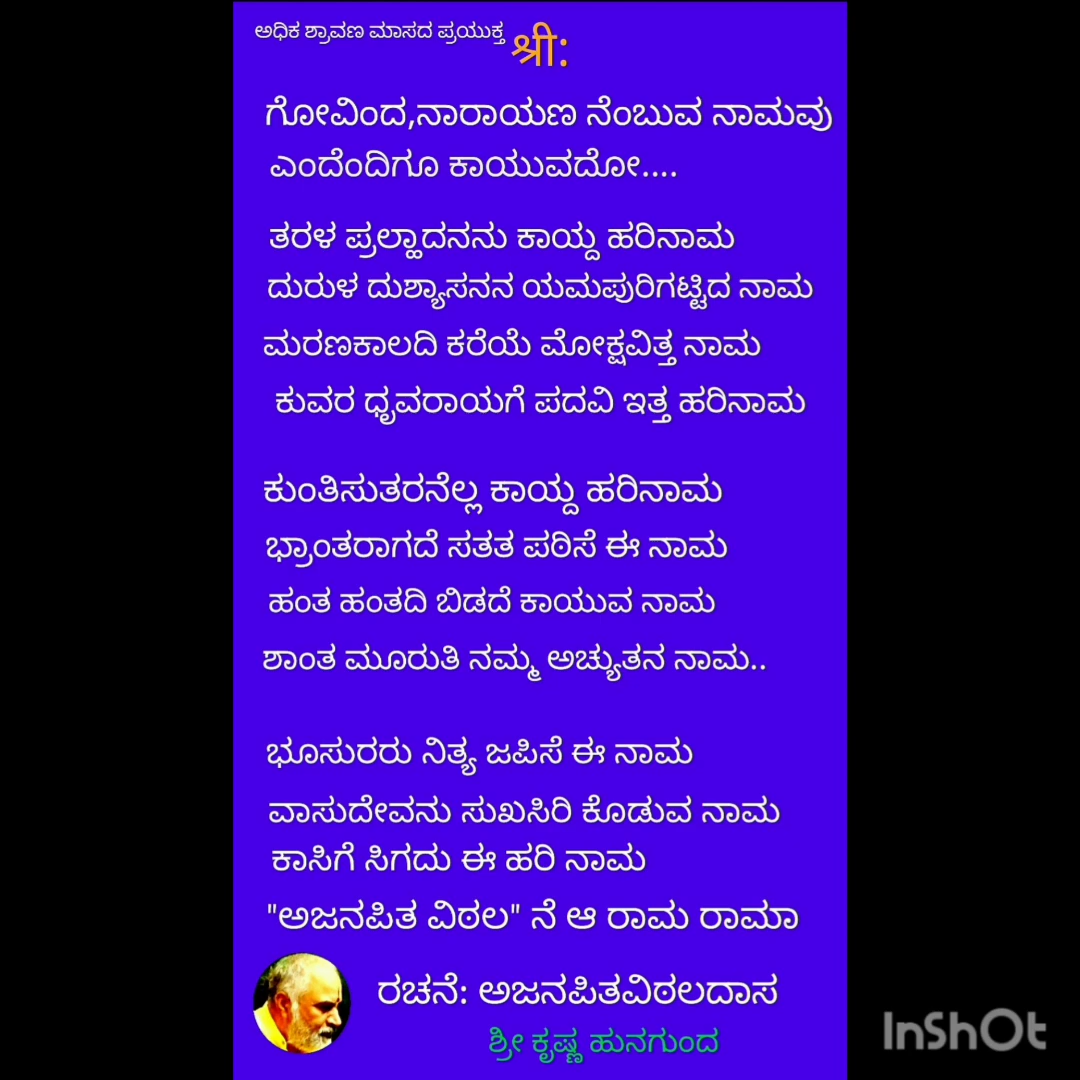 ಅಧಿಕ ಶ್ರಾವಣ ಮಾಸದ ಪ್ರಯುಕ್ತ
श्री:
ಗೋವಿಂದ,ನಾರಾಯಣ ನೆಂಬುವ ನಾಮವು
ಎಂದೆಂದಿಗೂ ಕಾಯುವದೋ....
ತರಳ ಪ್ರಲ್ಹಾದನನು ಕಾಯ್ದ ಹರಿನಾಮ
ದುರುಳ ದುಶ್ಯಾಸನನ ಯಮಪುರಿಗಟ್ಟಿದ ನಾಮ
ಮರಣಕಾಲದಿ ಕರೆಯೆ ಮೋಕ್ಷವಿತ್ತ ನಾಮ
ಕುವರ ಧೃವರಾಯಗೆ ಪದವಿ ಇತ್ತ ಹರಿನಾಮ
ಕುಂತಿಸುತರನೆಲ್ಲ ಕಾಯ್ದ ಹರಿನಾಮ
ಭ್ರಾಂತರಾಗದೆ ಸತತ ಪಠಿಸೆ ಈ ನಾಮ
ಹಂತ ಹಂತದಿ ಬಿಡದೆ ಕಾಯುವ ನಾಮ
ಶಾಂತ ಮೂರುತಿ ನಮ್ಮ ಅಚ್ಯುತನ ನಾಮ..
ಭೂಸುರರು ನಿತ್ಯ ಜಪಿಸೆ ಈ ನಾಮ
ವಾಸುದೇವನು ಸುಖಸಿರಿ ಕೊಡುವ ನಾಮ
ಕಾಸಿಗೆ ಸಿಗದು ಈ ಹರಿ ನಾಮ
"ಅಜನಪಿತ ವಿಠಲ" ನೆ ಆ ರಾಮ ರಾಮಾ
ರಚನೆ: ಅಜನಪಿತವಿಠಲದಾಸ
ಶ್ರೀ ಕೃಷ್ಣ ಹುನಗುಂದ
InShOt